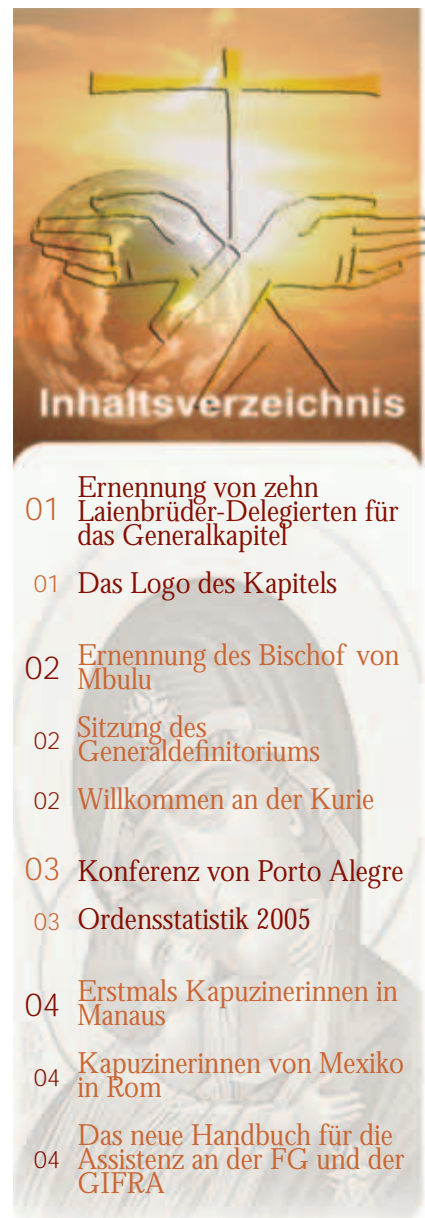 Inhaltsverzeichnis
01 Ernennung von zehn
Laienbrüder-Delegierten für
das Generalkapitel
01 Das Logo des Kapitels
02 Ernennung des Bischof von
Mbulu
02 Sitzung des
Generaldefinitoriums
02 Willkommen an der Kurie
03 Konferenz von Porto Alegre
03 Ordensstatistik 2005
04 Erstmals Kapuzinerinnen in
Manaus
04 Kapuzinerinnen von Mexiko
in Rom
04 Das neue Handbuch für die
Assistenz an der FG und der
GIFRA